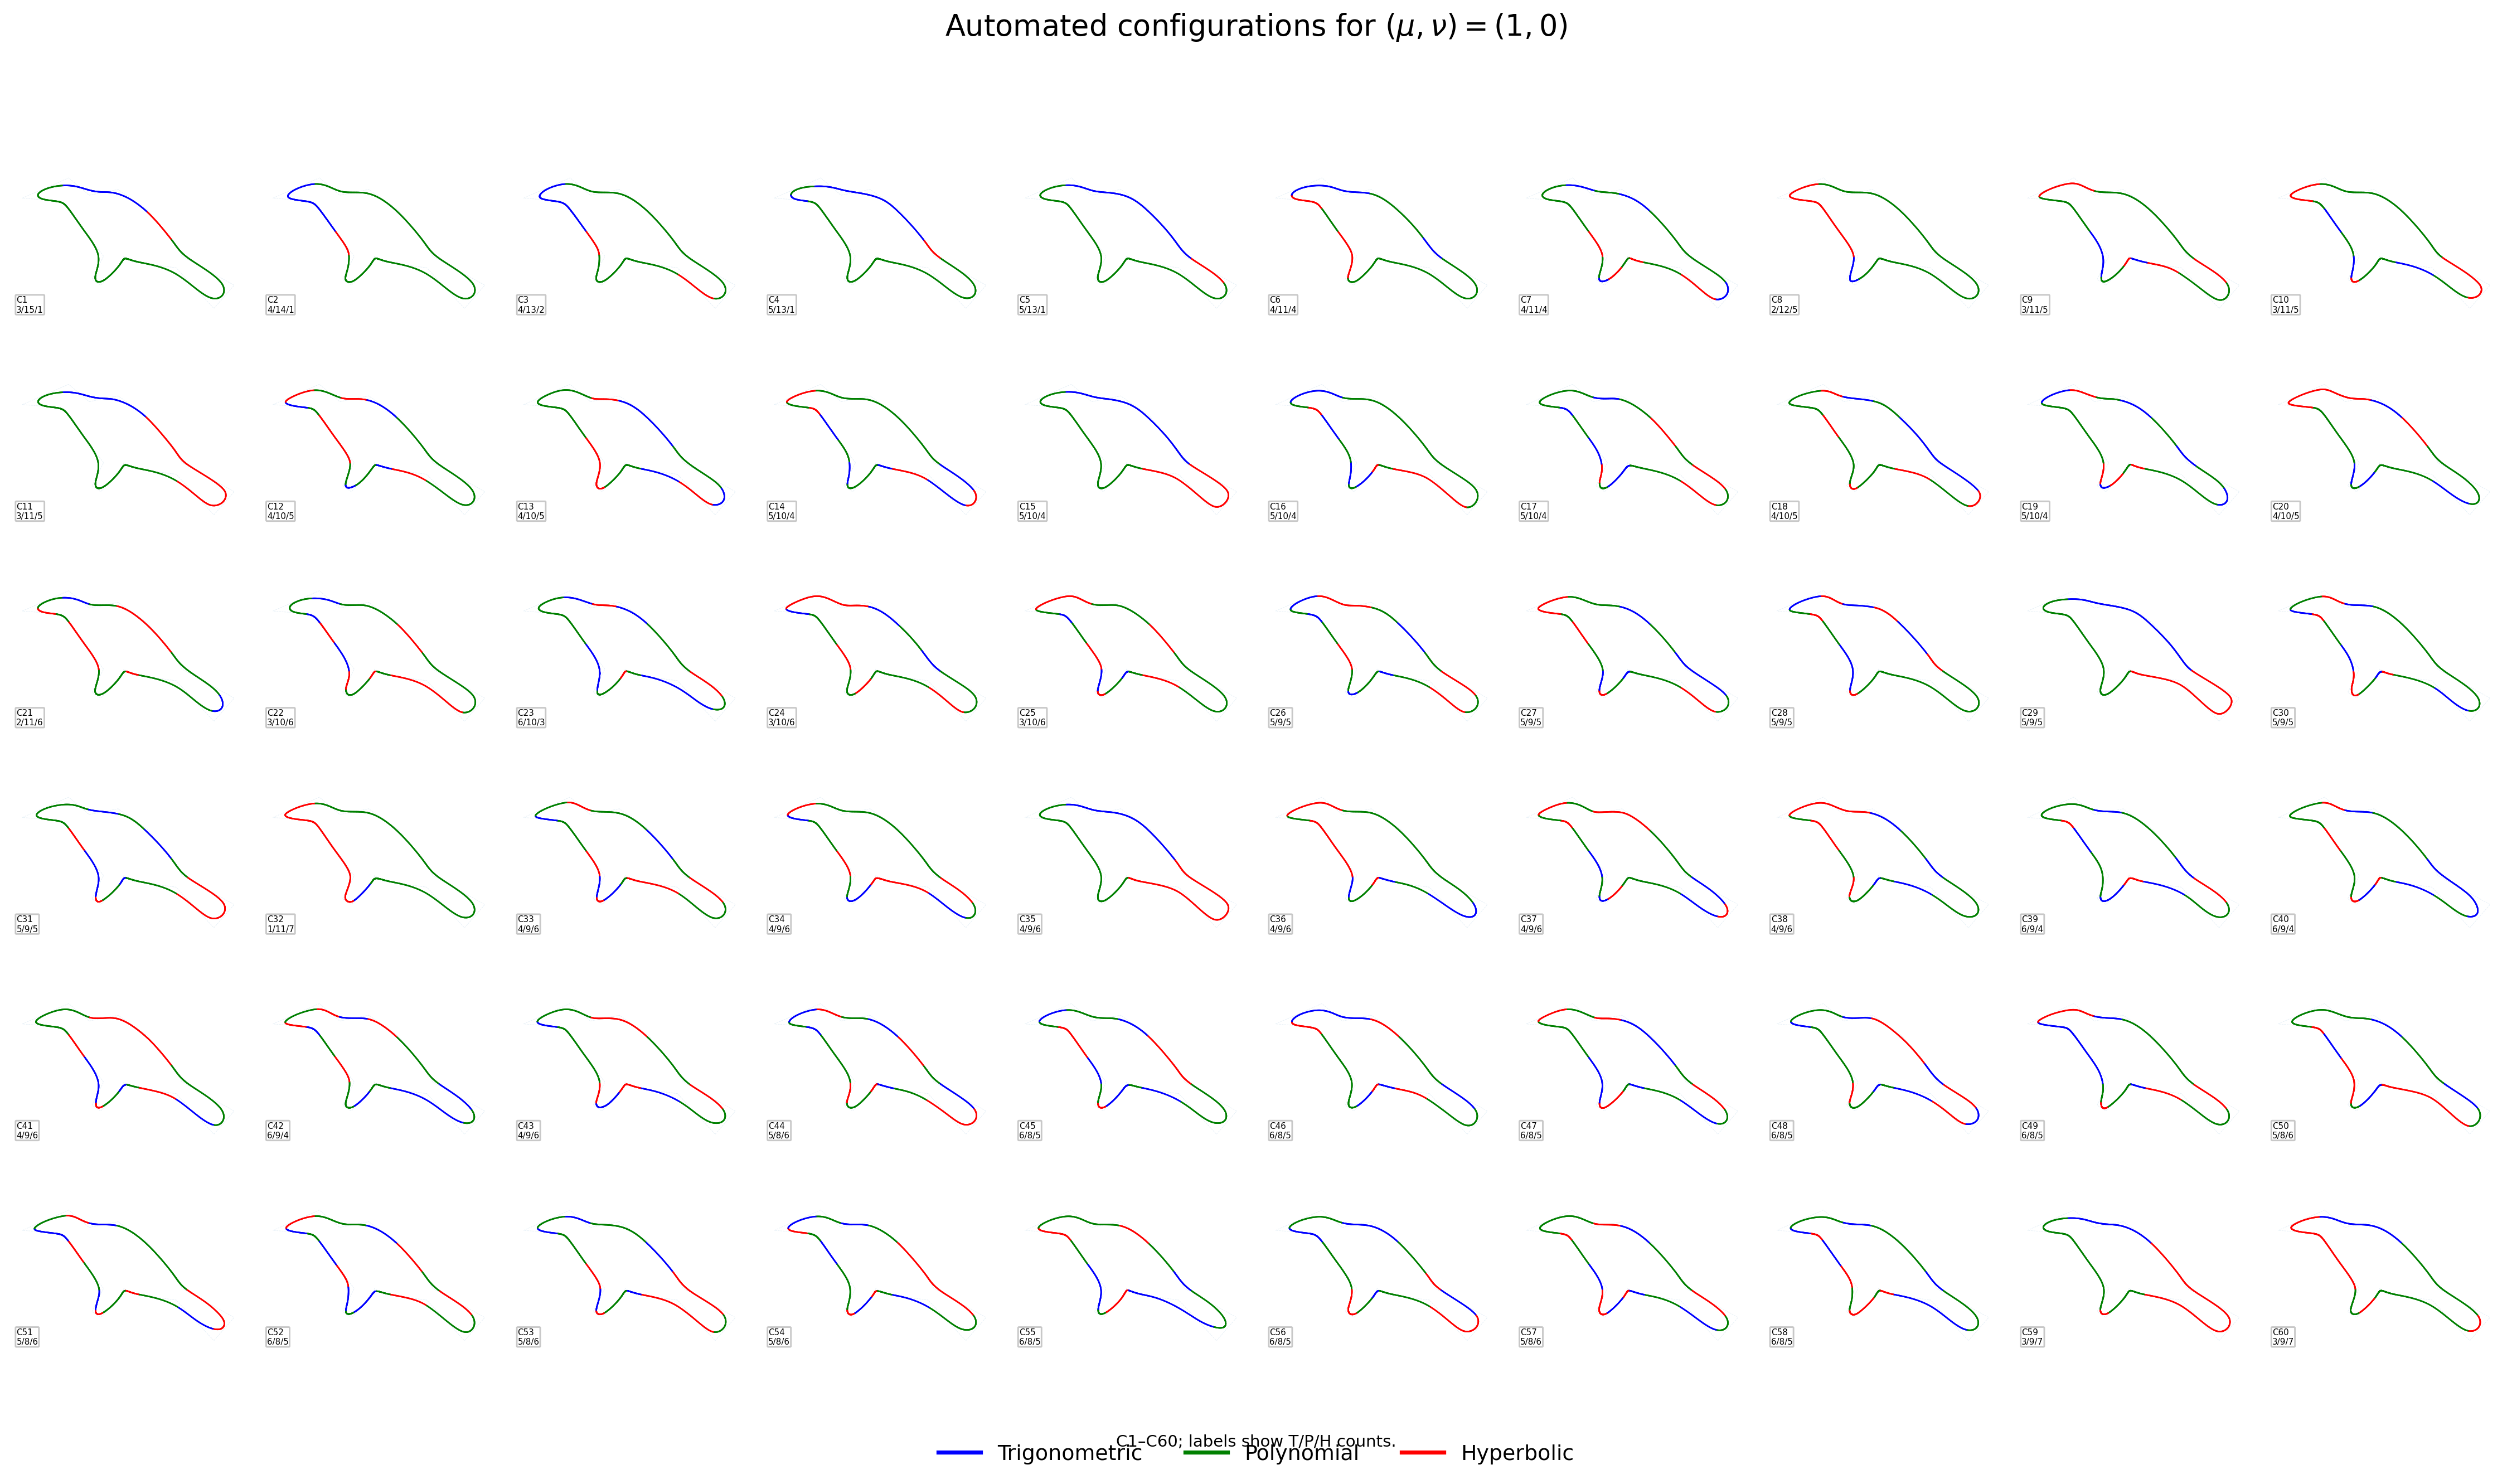 Automated configurations for (μ, ν) = (1, 0)
C1
3/15/1
C2
4/14/1
C3
4/13/2
C4
5/13/1
C5
5/13/1
C6
4/11/4
C7
4/11/4
C8
2/12/5
C9
3/11/5
C10
3/11/5
C11
3/11/5
C12
4/10/5
C13
4/10/5
C14
5/10/4
C15
5/10/4
C16
5/10/4
C17
5/10/4
C18
4/10/5
C19
5/10/4
C20
4/10/5
C21
2/11/6
C22
3/10/6
C23
6/10/3
C24
3/10/6
C25
3/10/6
C26
5/9/5
C27
5/9/5
C28
5/9/5
C29
5/9/5
C30
5/9/5
C31
5/9/5
C32
1/11/7
C33
4/9/6
C34
4/9/6
C35
4/9/6
C36
4/9/6
C37
4/9/6
C38
4/9/6
C39
6/9/4
C40
6/9/4
C41
4/9/6
C42
6/9/4
C43
4/9/6
C44
5/8/6
C45
6/8/5
C46
6/8/5
C47
6/8/5
C48
6/8/5
C49
6/8/5
C50
5/8/6
C51
5/8/6
C52
6/8/5
C53
5/8/6
C54
5/8/6
C55
6/8/5
C56
6/8/5
C57
5/8/6
C58
6/8/5
C59
3/9/7
C60
3/9/7
C1–C60; labels show T/P/H counts.
Trigonometric Polynomial Hyperbolic